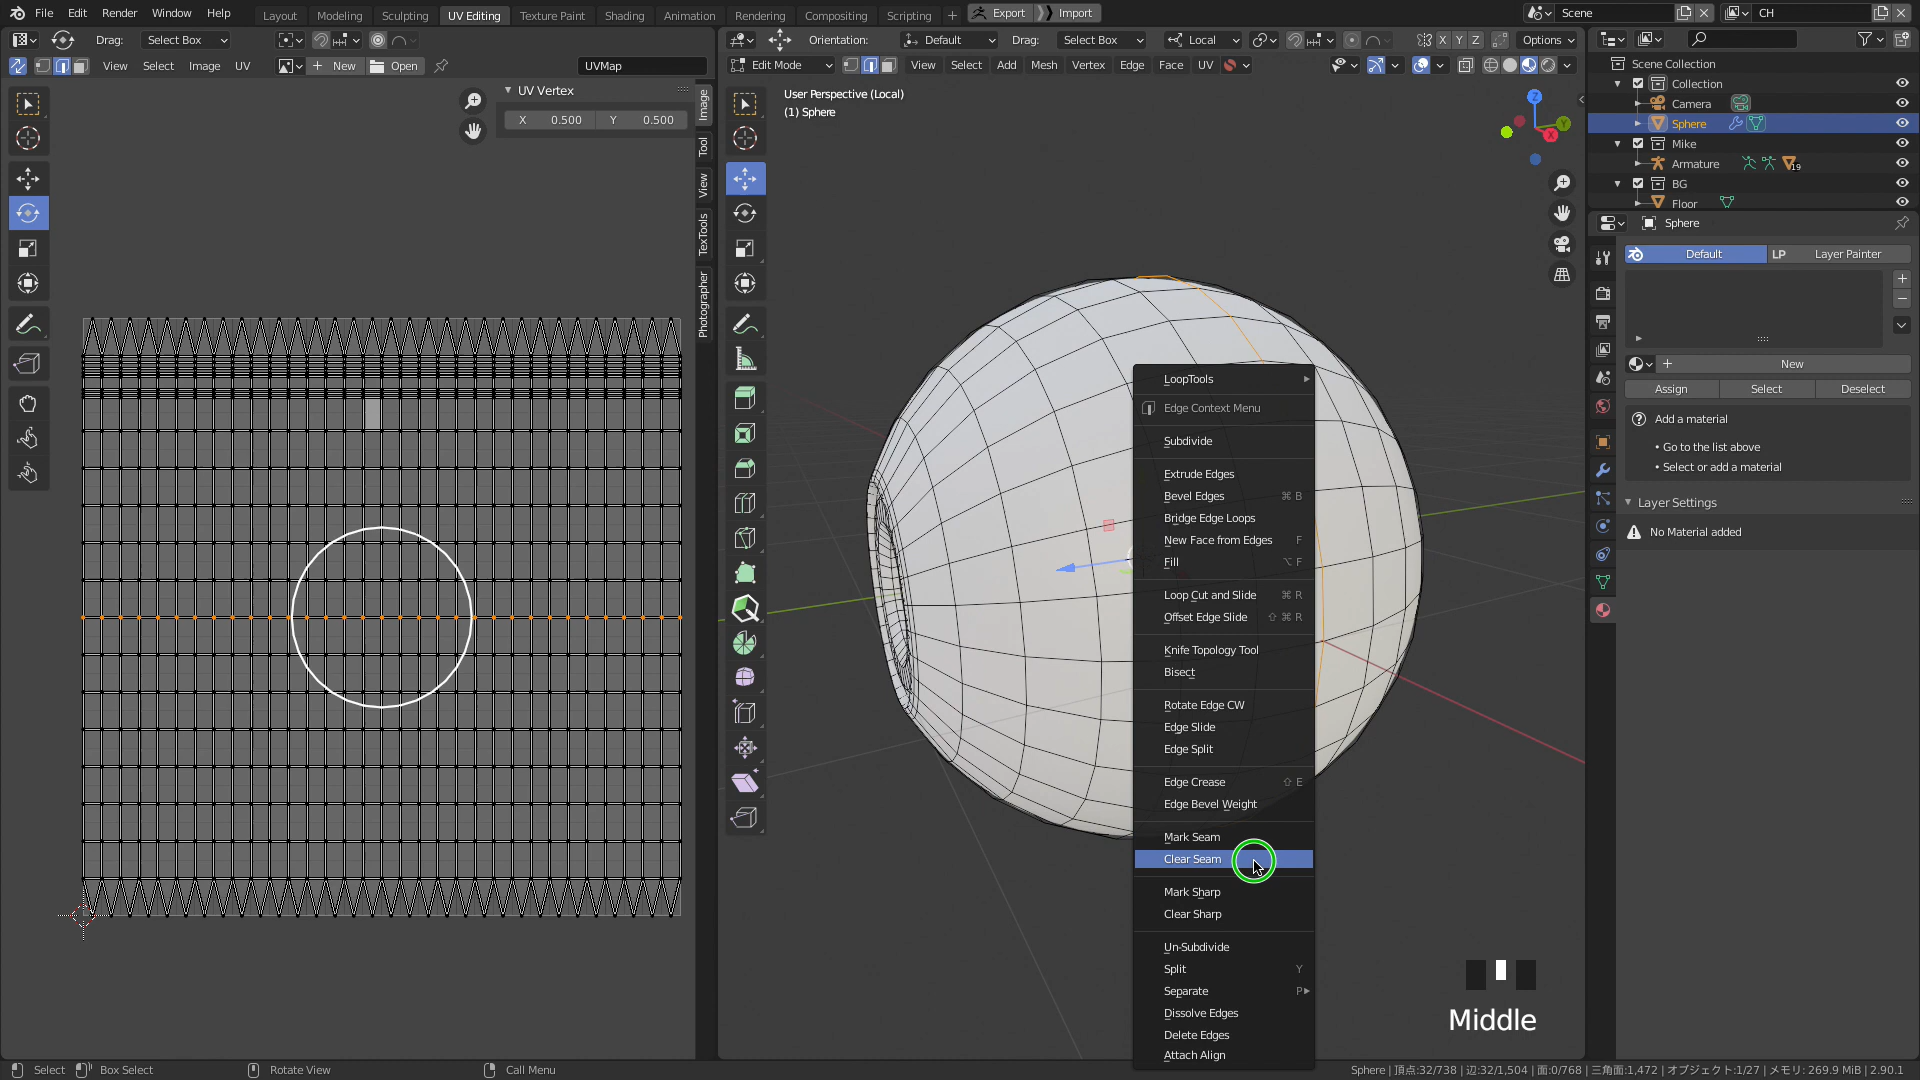 File Edit Render Window Help Layout Modeling Sculpting UV Editing Texture Paint Shading Animation Rendering Compositing Scripting + Export Import Scene CH
Drag: Select Box
View Select Image UV New Open UVMap
UV Vertex
X 0.500 Y 0.500
Image
Tool
View
TexTools
Photographer
Orientation: Default Drag: Select Box Local X Y Z Options
Edit Mode View Select Add Mesh Vertex Edge Face UV
User Perspective (Local)
(1) Sphere
Z
Y
X
LoopTools
Edge Context Menu
Subdivide
Extrude Edges
Bevel Edges ⌘ B
Bridge Edge Loops
New Face from Edges F
Fill ⌥ F
Loop Cut and Slide ⌘ R
Offset Edge Slide ⇧ ⌘ R
Knife Topology Tool
Bisect
Rotate Edge CW
Edge Slide
Edge Split
Edge Crease ⇧ E
Edge Bevel Weight
Mark Seam
Clear Seam
Mark Sharp
Clear Sharp
Un-Subdivide
Split Y
Separate P
Dissolve Edges
Delete Edges
Attach Align
Middle
Scene Collection
Collection
Camera
Sphere
Mike
Armature 19
BG
Floor
Sphere
Default LP Layer Painter
New
Assign Select Deselect
Add a material
• Go to the list above
• Select or add a material
Layer Settings
No Material added
Select Box Select Rotate View Call Menu Sphere | 頂点:32/738 | 辺:32/1,504 | 面:0/768 | 三角面:1,472 | オブジェクト:1/27 | メモリ: 269.9 MiB | 2.90.1